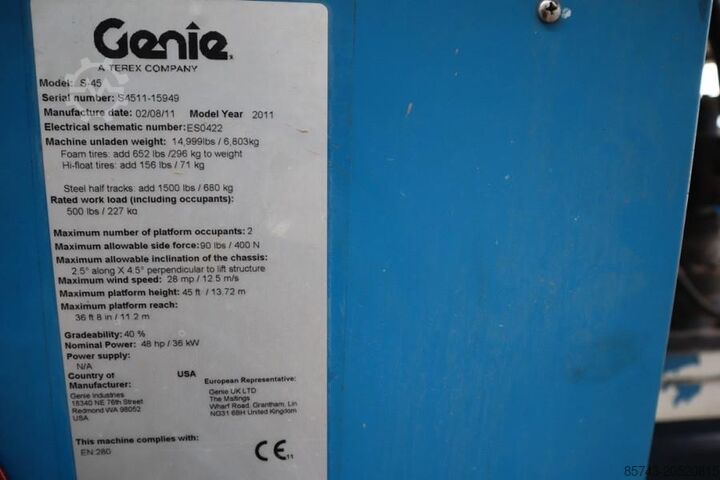 Genie
A TEREX COMPANY
Model: S-45
Serial number: S4511-15949
Manufacture date: 02/08/11 Model Year 2011
Electrical schematic number: ES0422
Machine unladen weight: 14,999lbs / 6,803kg
Foam tires: add 652 lbs /296 kg to weight
Hi-float tires: add 156 lbs / 71 kg
Steel half tracks: add 1500 lbs / 680 kg
Rated work load (including occupants):
500 lbs / 227 kg
Maximum number of platform occupants: 2
Maximum allowable side force: 90 lbs / 400 N
Maximum allowable inclination of the chassis:
2.5° along X 4.5° perpendicular to lift structure
Maximum wind speed: 28 mp / 12.5 m/s
Maximum platform height: 45 ft / 13.72 m
Maximum platform reach:
36 ft 8 in / 11.2 m
Gradeability: 40 %
Nominal Power: 48 hp / 36 kW
Power supply:
N/A
Country of USA
Manufacturer:
Genie Industries
18340 NE 76th Street
Redmond WA 98052
USA
European Representative:
Genie UK LTD
The Maltings
Wharf Road, Grantham, Lin
NG31 6BH United Kingdom
This machine complies with:
EN:280
CE 11